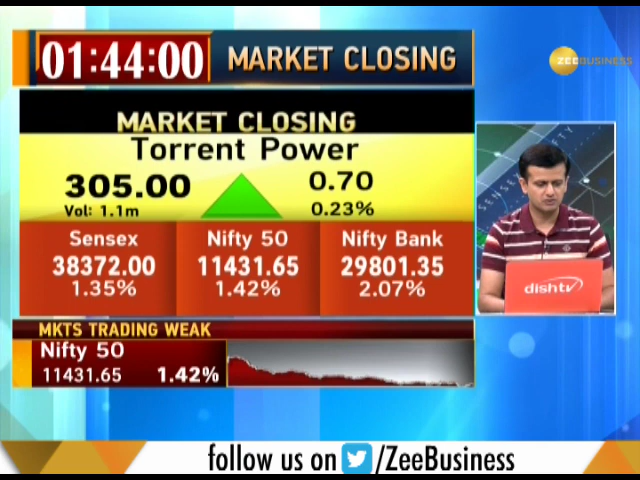 01:44:00
MARKET CLOSING
ZEEBUSINESS
MARKET CLOSING
Torrent Power
305.00
0.70
Vol: 1.1m
0.23%
Sensex
38372.00
1.35%
Nifty 50
11431.65
1.42%
Nifty Bank
29801.35
2.07%
SENSEX
dishtv
MKTS TRADING WEAK
Nifty 50
11431.65 1.42%
follow us on /ZeeBusiness